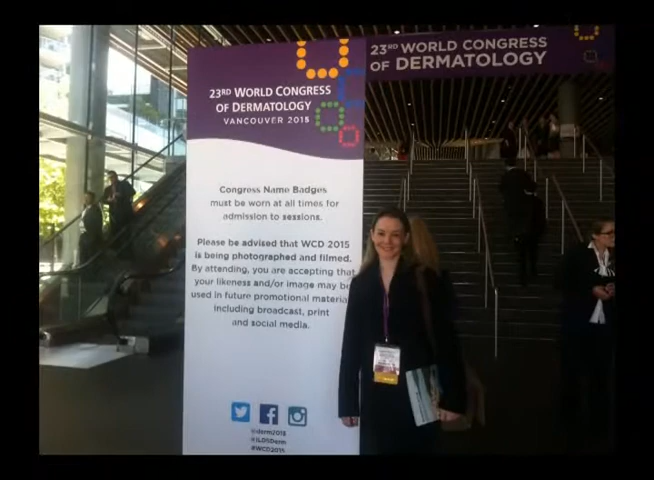 23RD WORLD CONGRESS
OF DERMATOLOGY
VANCOUVER 2015
23RD WORLD CONGRESS
OF DERMATOLOGY
Congress Name Badges
must be worn at all times for
admission to sessions.
Please be advised that WCD 2015
is being photographed and filmed.
By attending, you are accepting that
your likeness and/or image may be
used in future promotional material
including broadcast, print
and social media.
@derm2015
@ILDSDerm
#WCD2015